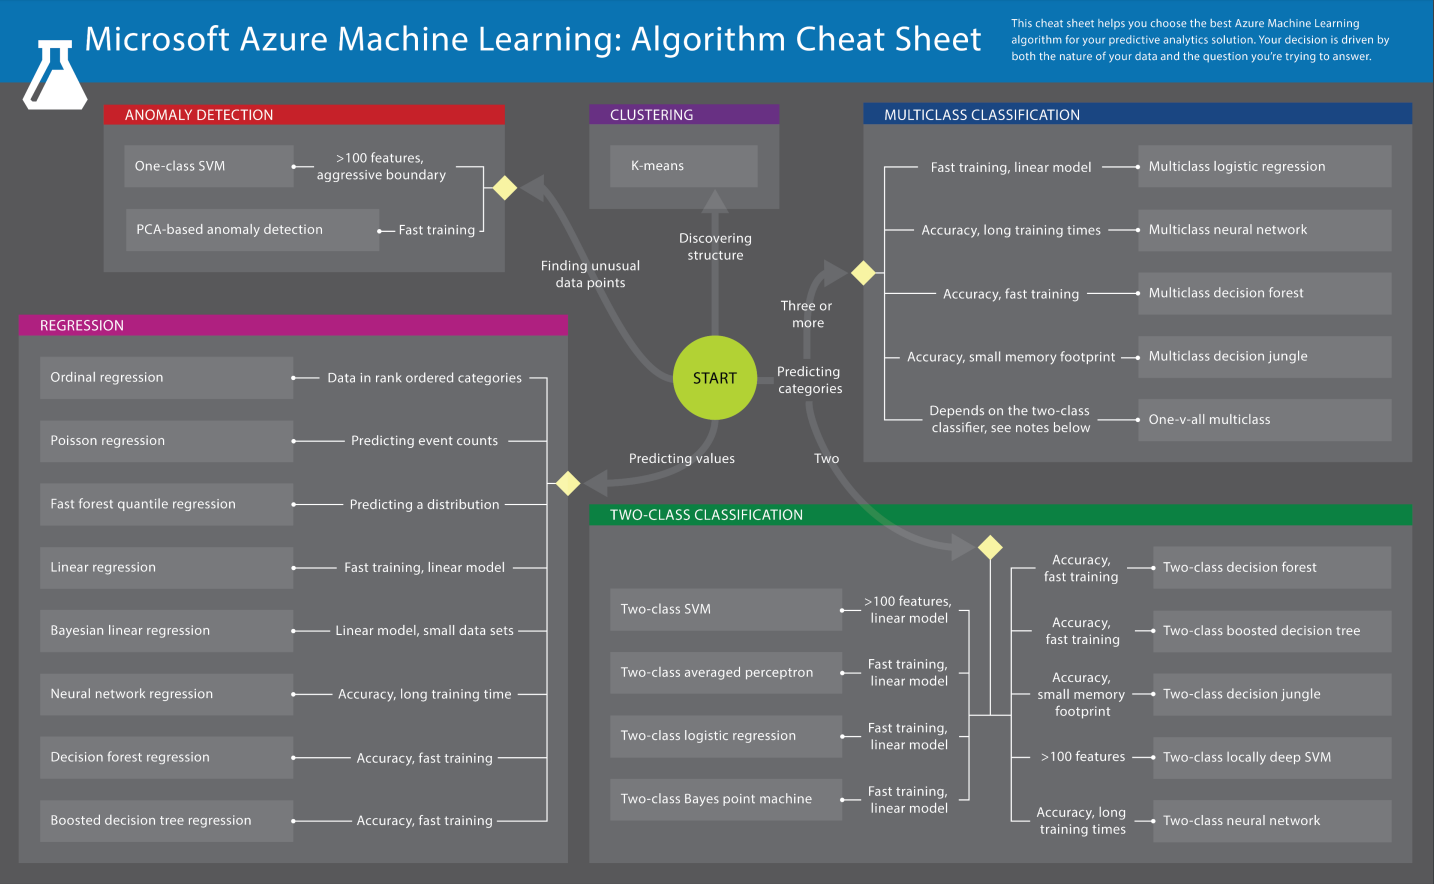 Microsoft Azure Machine Learning: Algorithm Cheat Sheet
This cheat sheet helps you choose the best Azure Machine Learning
algorithm for your predictive analytics solution. Your decision is driven by
both the nature of your data and the question you're trying to answer.
ANOMALY DETECTION
One-class SVM
>100 features,
aggressive boundary
PCA-based anomaly detection
Fast training
CLUSTERING
K-means
Discovering
structure
Finding unusual
data points
START
Three or
more
Predicting
categories
Predicting values
Two
MULTICLASS CLASSIFICATION
Fast training, linear model
Multiclass logistic regression
Accuracy, long training times
Multiclass neural network
Accuracy, fast training
Multiclass decision forest
Accuracy, small memory footprint
Multiclass decision jungle
Depends on the two-class
classifier, see notes below
One-v-all multiclass
REGRESSION
Ordinal regression
Data in rank ordered categories
Poisson regression
Predicting event counts
Fast forest quantile regression
Predicting a distribution
Linear regression
Fast training, linear model
Bayesian linear regression
Linear model, small data sets
Neural network regression
Accuracy, long training time
Decision forest regression
Accuracy, fast training
Boosted decision tree regression
Accuracy, fast training
TWO-CLASS CLASSIFICATION
Two-class SVM
>100 features,
linear model
Two-class averaged perceptron
Fast training,
linear model
Two-class logistic regression
Fast training,
linear model
Two-class Bayes point machine
Fast training,
linear model
Accuracy,
fast training
Two-class decision forest
Accuracy,
fast training
Two-class boosted decision tree
Accuracy,
small memory
footprint
Two-class decision jungle
>100 features
Two-class locally deep SVM
Accuracy, long
training times
Two-class neural network